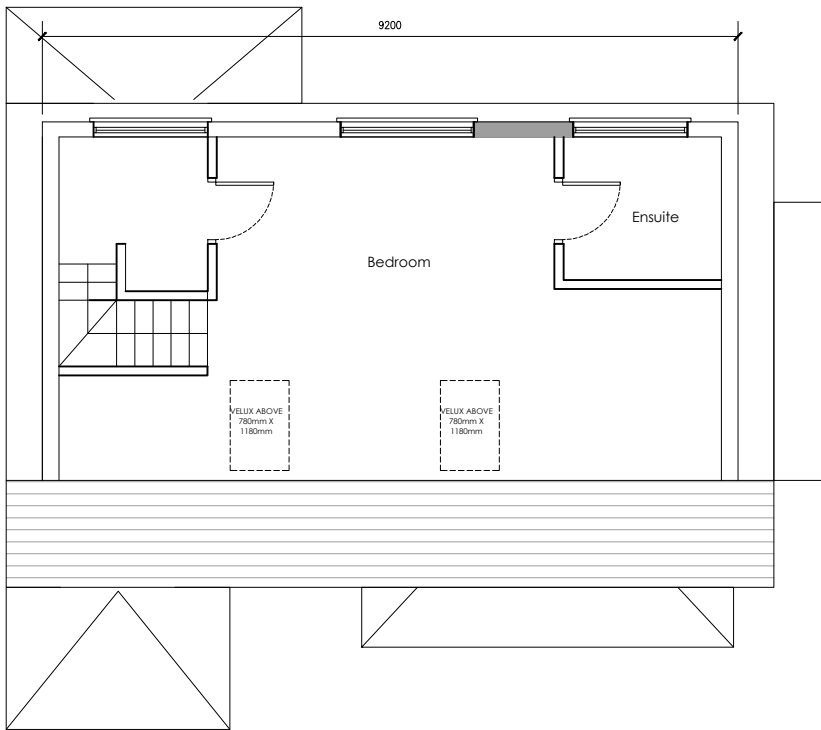 9200
Ensuite
Bedroom
VELUX ABOVE
780mm X
1180mm
VELUX ABOVE
780mm X
1180mm